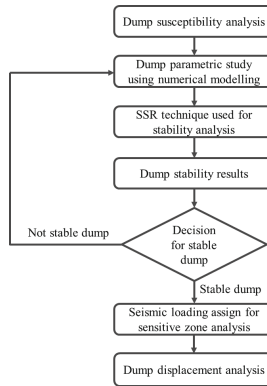 Dump susceptibility analysis
Dump parametric study
using numerical modelling
SSR technique used for
stability analysis
Dump stability results
Not stable dump
Decision
for stable
dump
Stable dump
Seismic loading assign for
sensitive zone analysis
Dump displacement analysis